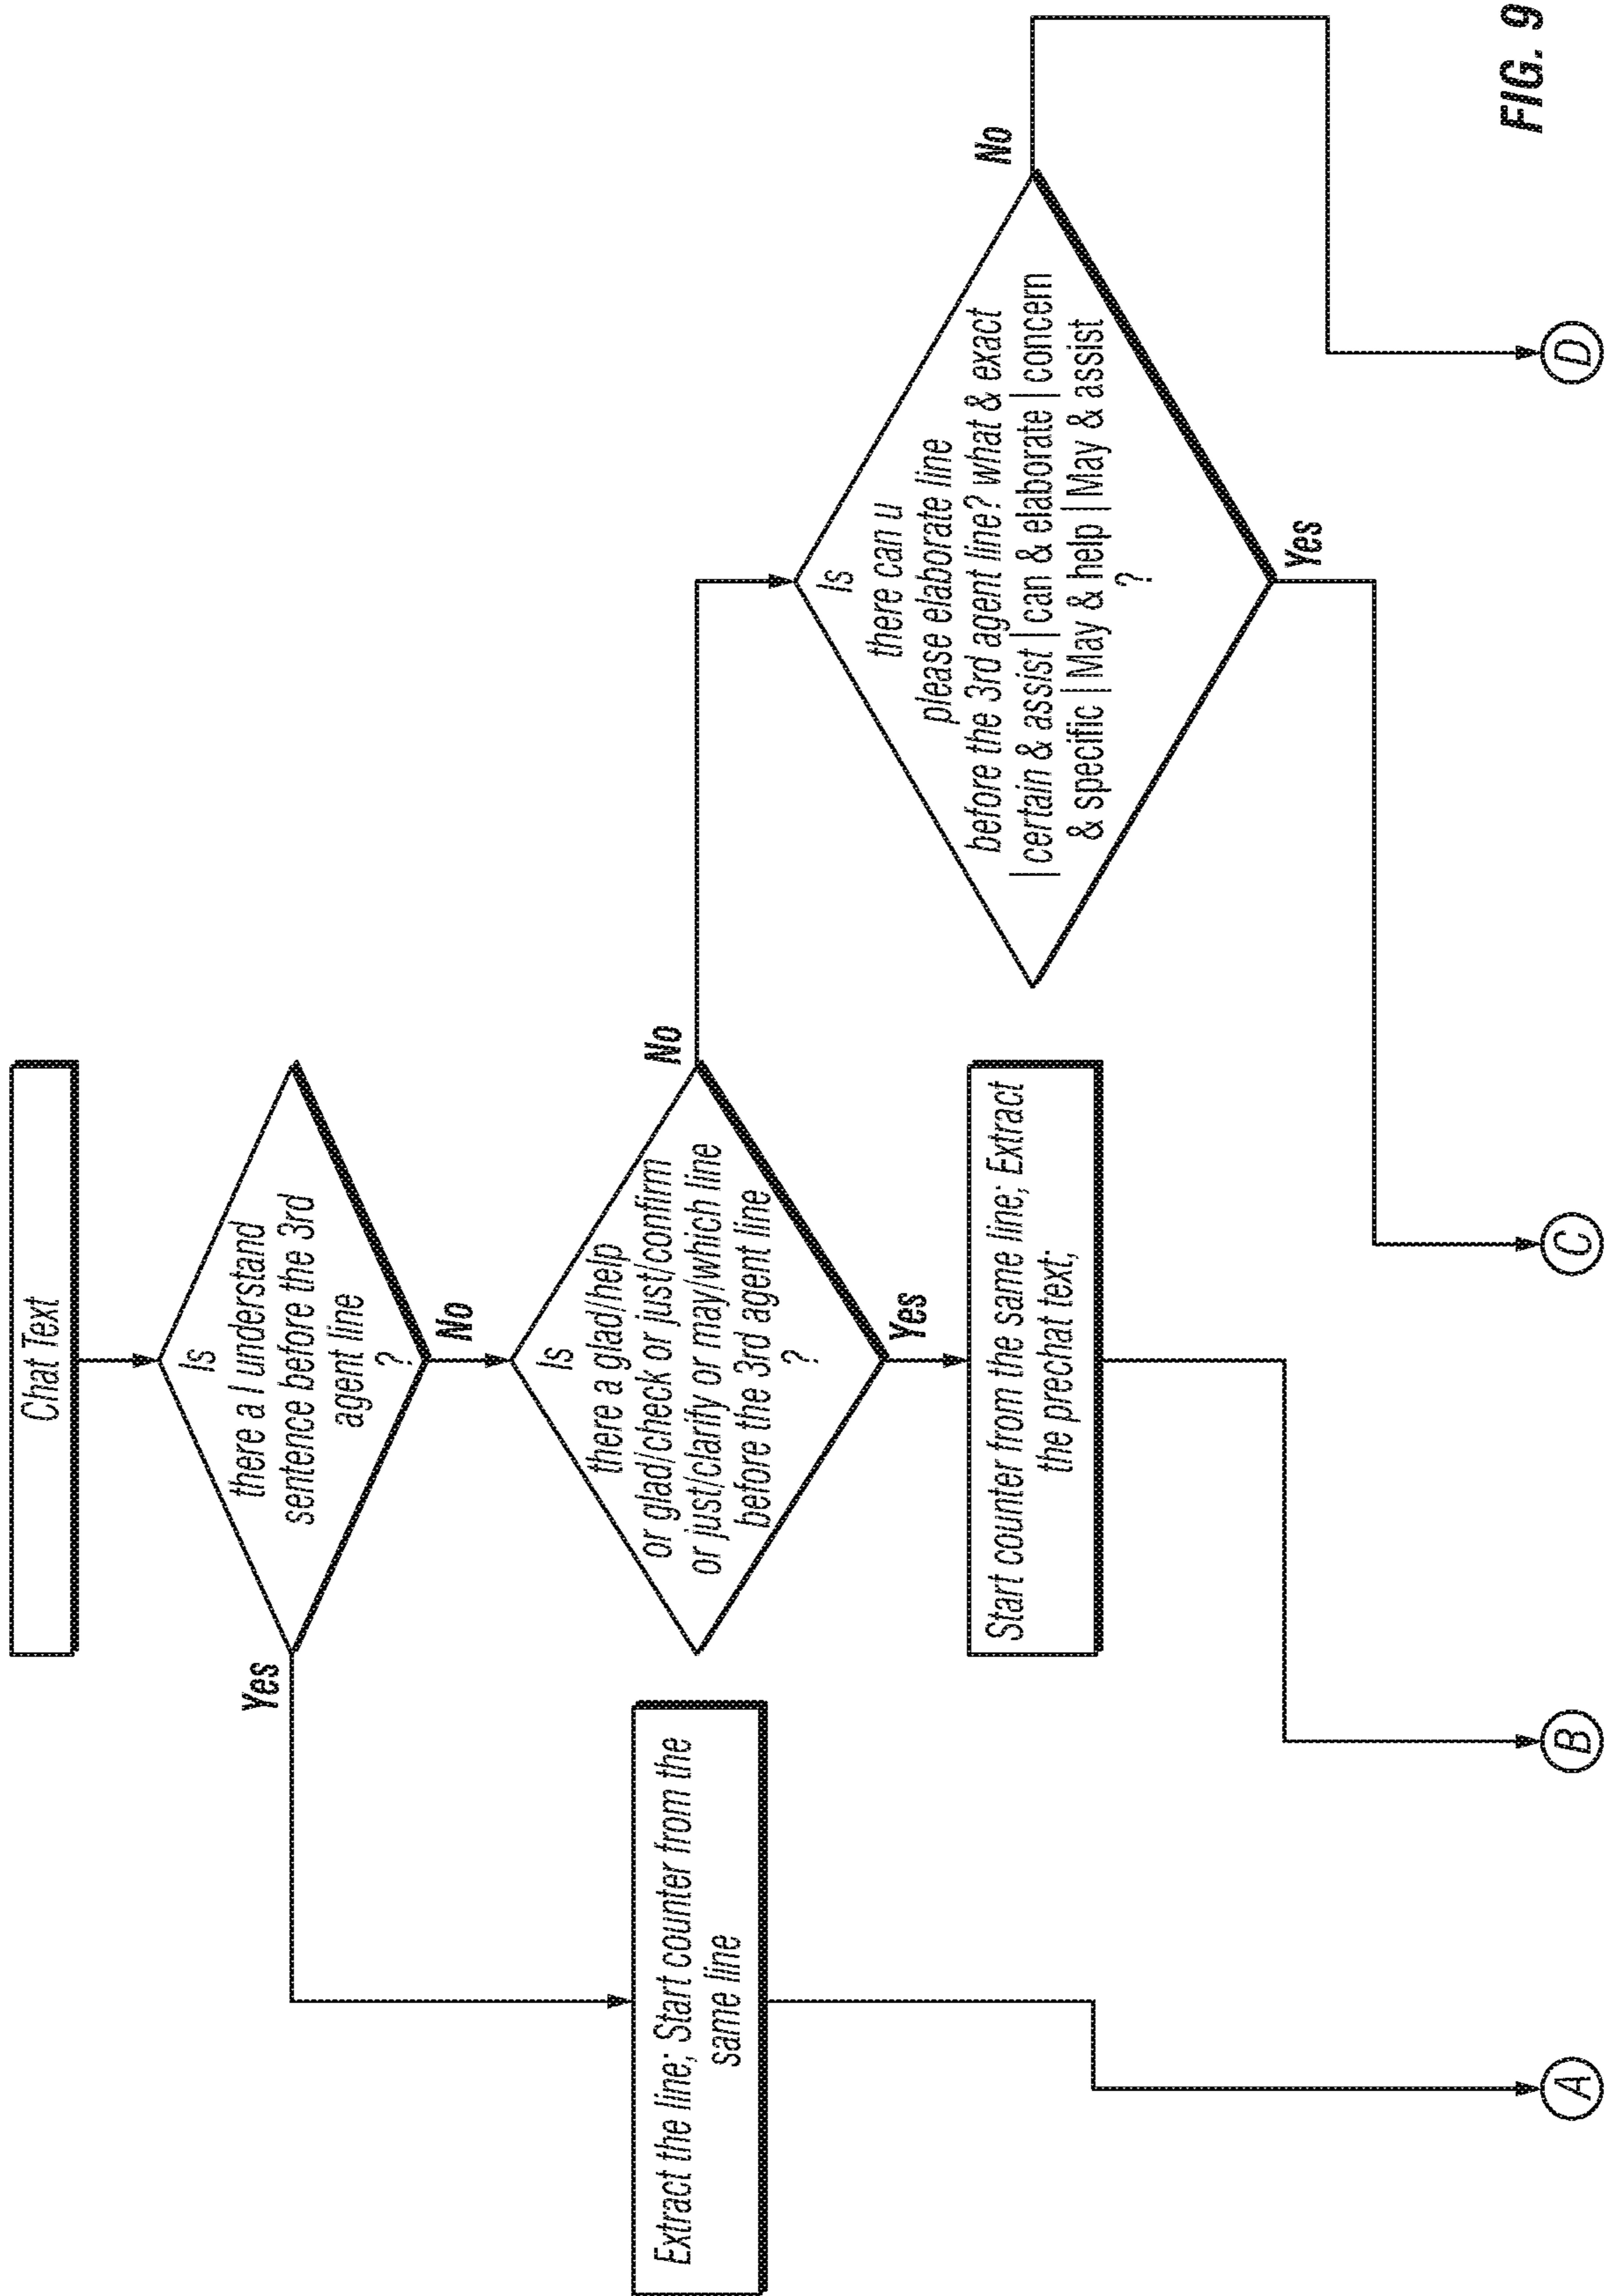 Chat Text
Is
there a I understand
sentence before the 3rd
agent line
?
Yes
No
Extract the line; Start counter from the
same line
Is
there a glad/help
or glad/check or just/confirm
or just/clarify or may/which line
before the 3rd agent line
?
No
Yes
Start counter from the same line; Extract
the prechat text;
Is
there can u
please elaborate line
before the 3rd agent line? what & exact
| certain & assist | can & elaborate | concern
& specific | May & help | May & assist
?
No
Yes
A
B
C
D
FIG. 9